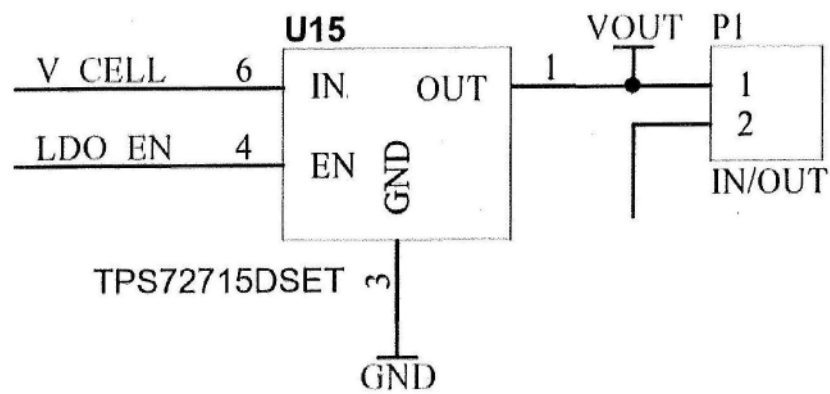 U15
VOUT P1
V CELL 6 IN OUT 1 1
2
LDO EN 4 EN GND
IN/OUT
TPS72715DSET 3
GND